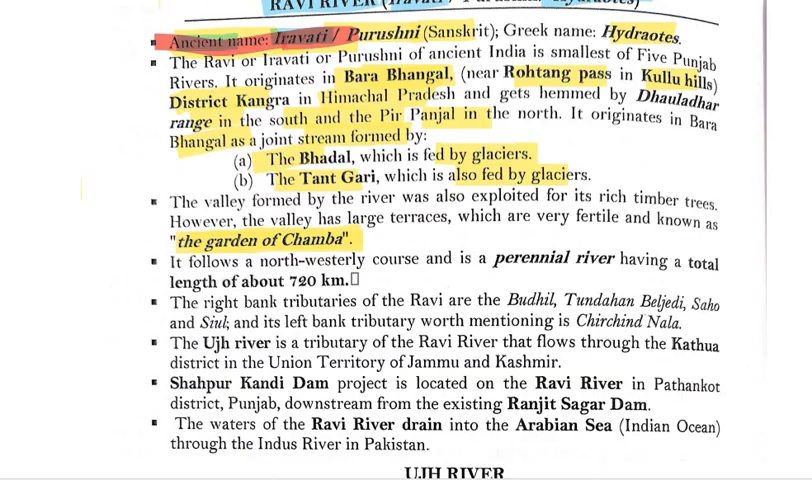 RAVI RIVER
▪ Ancient name: Iravati / Purushni (Sanskrit); Greek name: Hydraotes.
▪ The Ravi or Iravati or Purushni of ancient India is smallest of Five Punjab
Rivers. It originates in Bara Bhangal, (near Rohtang pass in Kullu hills)
District Kangra in Himachal Pradesh and gets hemmed by Dhauladhar
range in the south and the Pir Panjal in the north. It originates in Bara
Bhangal as a joint stream formed by:
(a) The Bhadal, which is fed by glaciers.
(b) The Tant Gari, which is also fed by glaciers.
▪ The valley formed by the river was also exploited for its rich timber trees.
However, the valley has large terraces, which are very fertile and known as
"the garden of Chamba".
▪ It follows a north-westerly course and is a perennial river having a total
length of about 720 km.
▪ The right bank tributaries of the Ravi are the Budhil, Tundahan Beljedi, Saho
and Siul; and its left bank tributary worth mentioning is Chirchind Nala.
▪ The Ujh river is a tributary of the Ravi River that flows through the Kathua
district in the Union Territory of Jammu and Kashmir.
▪ Shahpur Kandi Dam project is located on the Ravi River in Pathankot
district, Punjab, downstream from the existing Ranjit Sagar Dam.
▪ The waters of the Ravi River drain into the Arabian Sea (Indian Ocean)
through the Indus River in Pakistan.
UJH RIVER